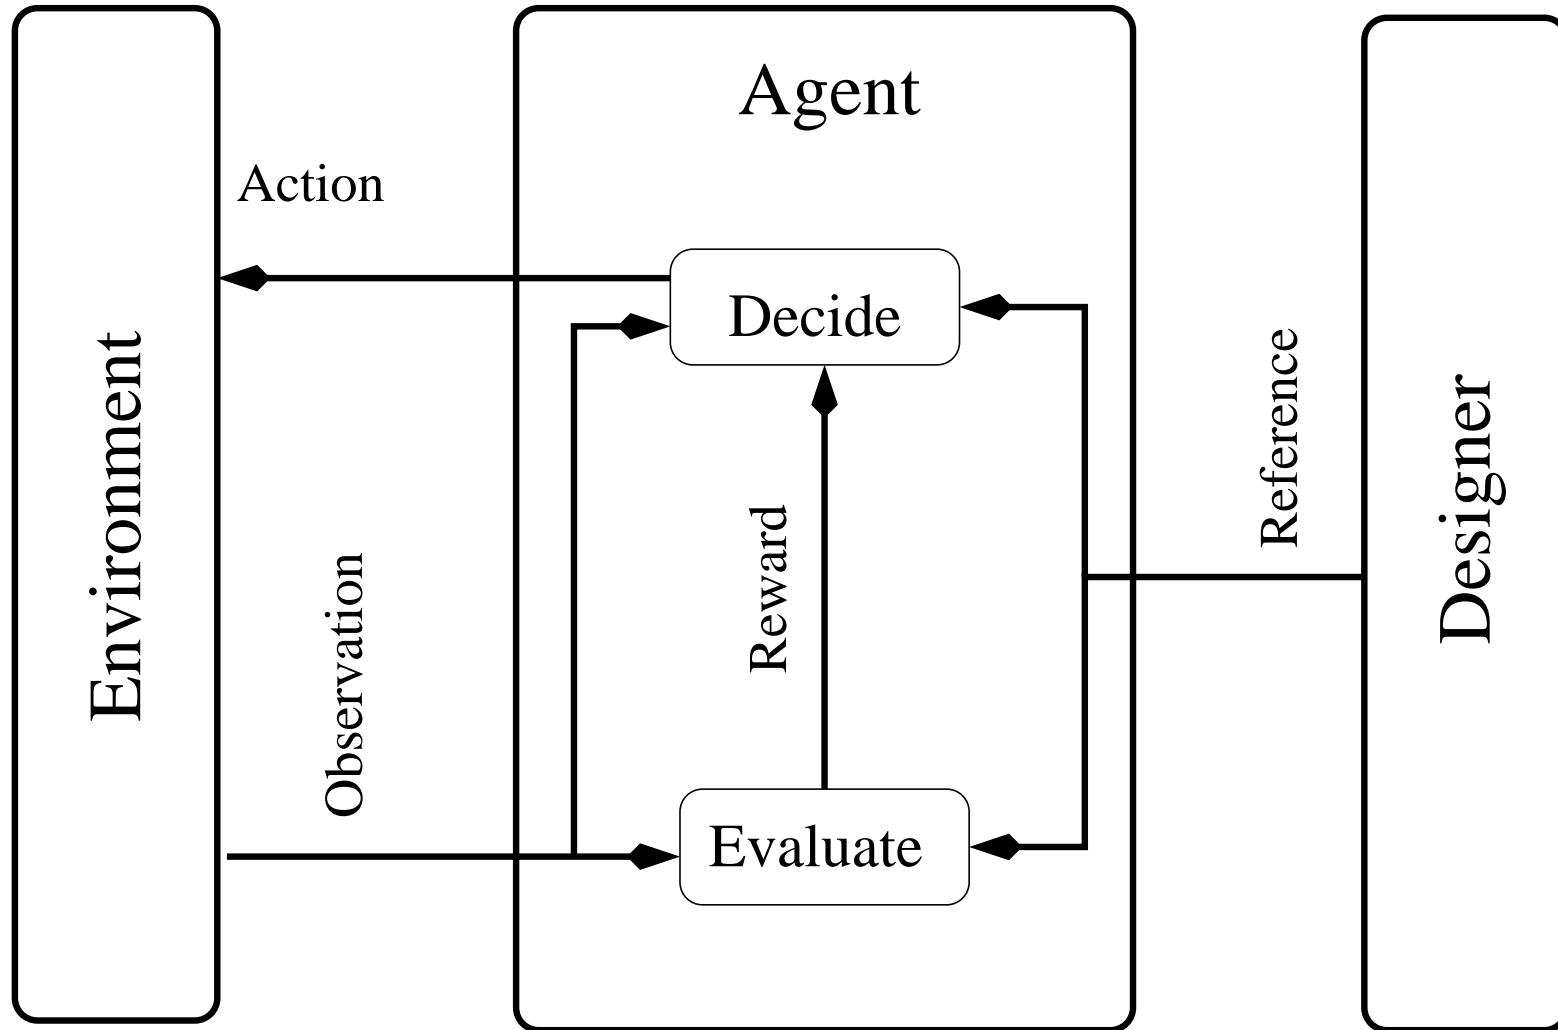 Agent
Action
Decide
Environment
Observation
Reward
Reference
Designer
Evaluate